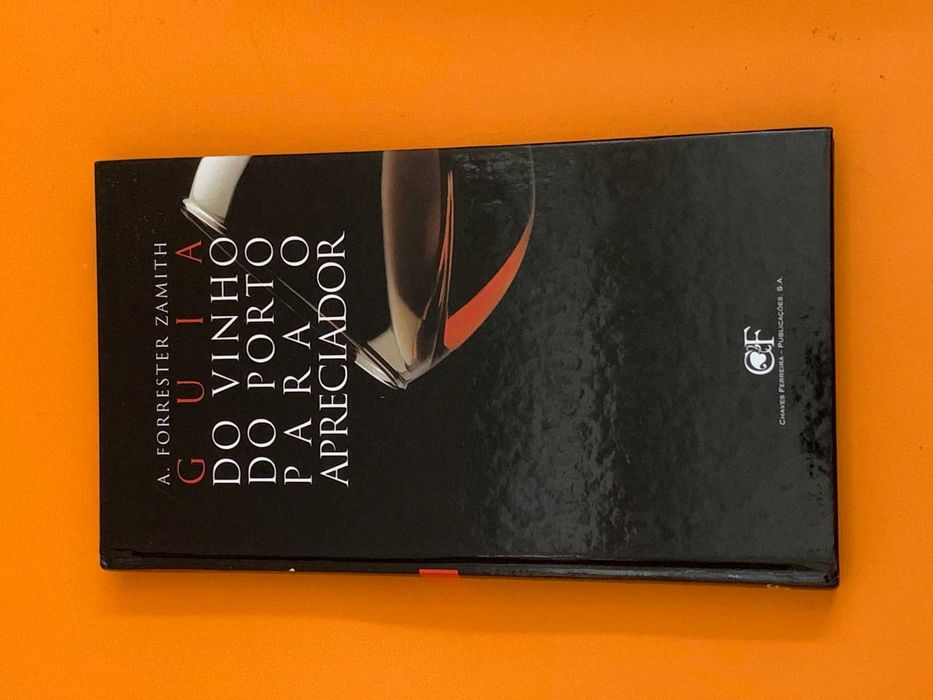 A. FORRESTER ZAMITH
GUIA
DO VINHO
DO PORTO
PARA O
APRECIADOR
CF
CHAVES FERREIRA - PUBLICAÇÕES, S.A.